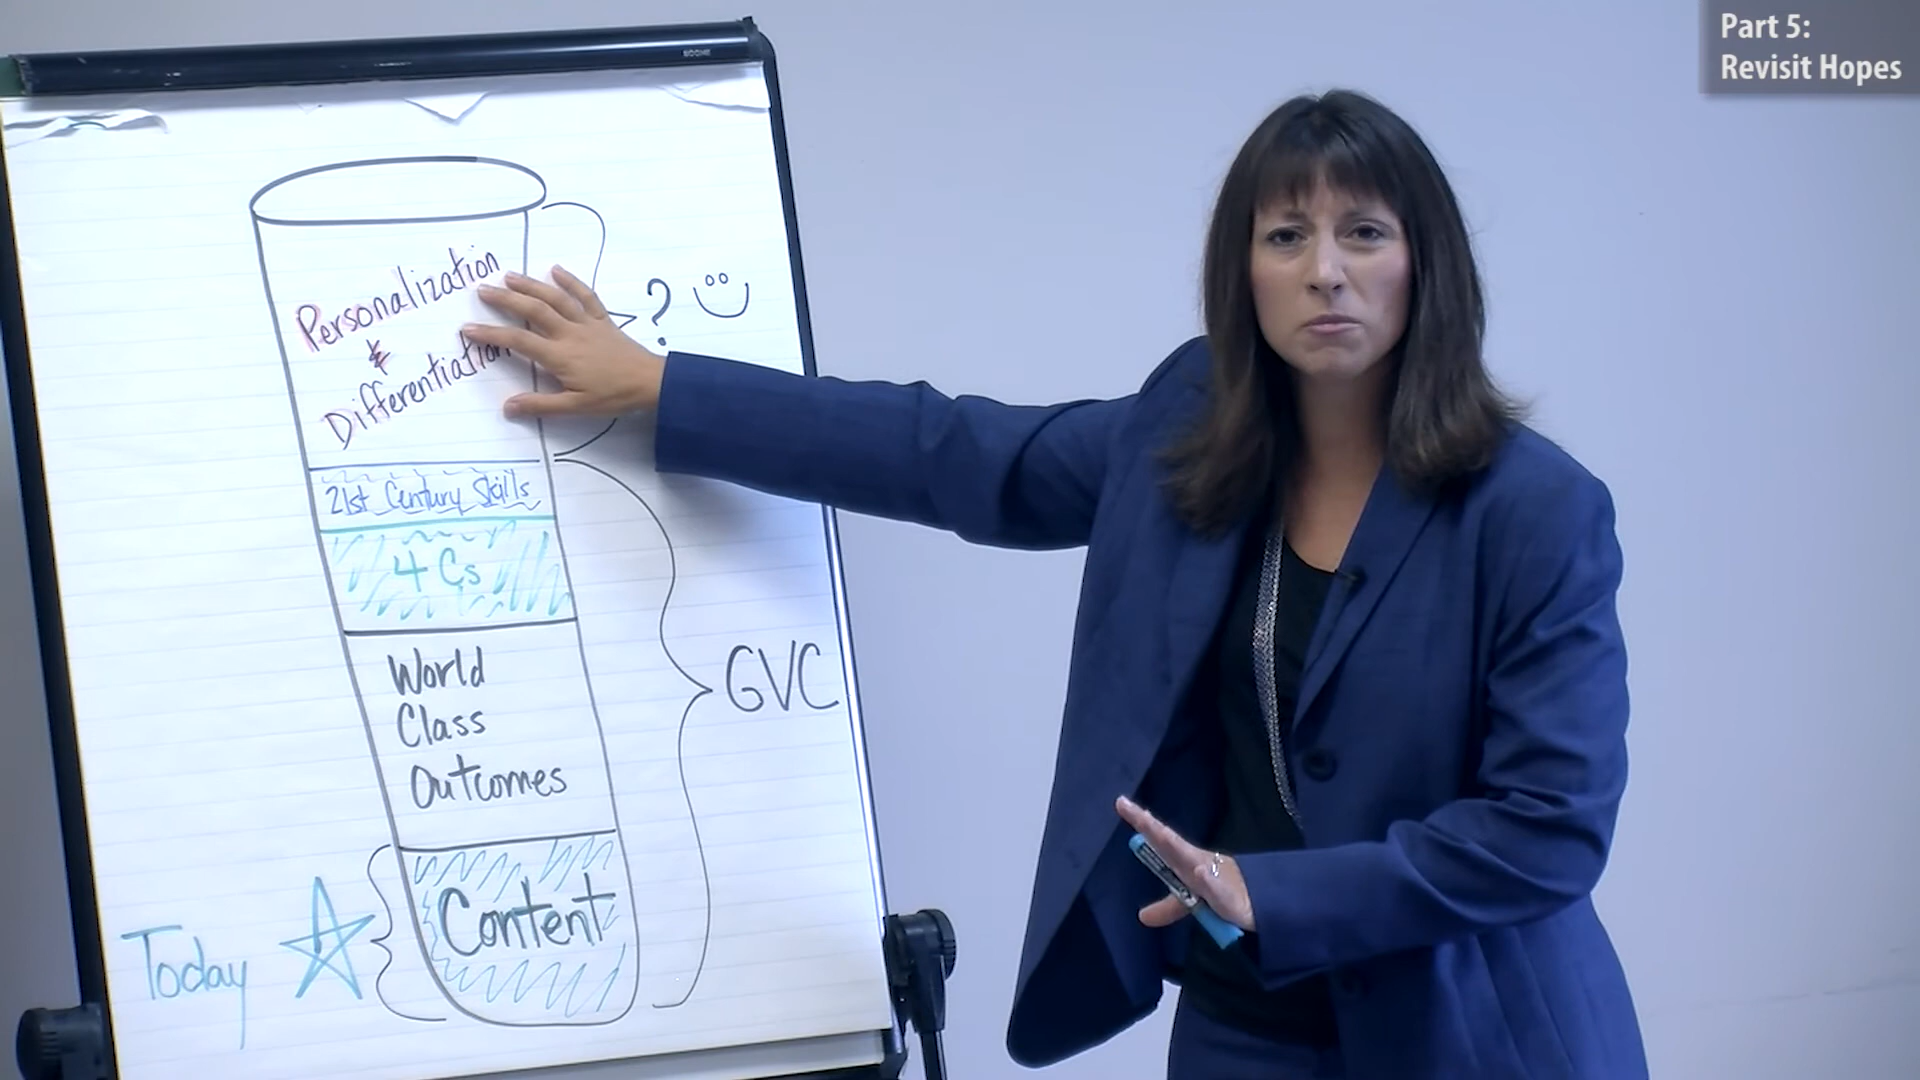 Part 5:
Revisit Hopes
Personalization
&
Differentiation
? 
21st Century Skills
4 Cs
World
Class
Outcomes
GVC
Content
Today